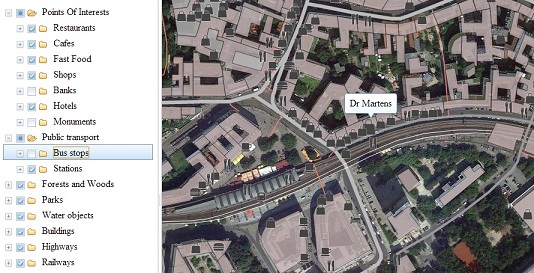 Points Of Interests
Restaurants
Cafes
Fast Food
Shops
Banks
Hotels
Monuments
Public transport
Bus stops
Stations
Forests and Woods
Parks
Water objects
Buildings
Highways
Railways
Dr Martens